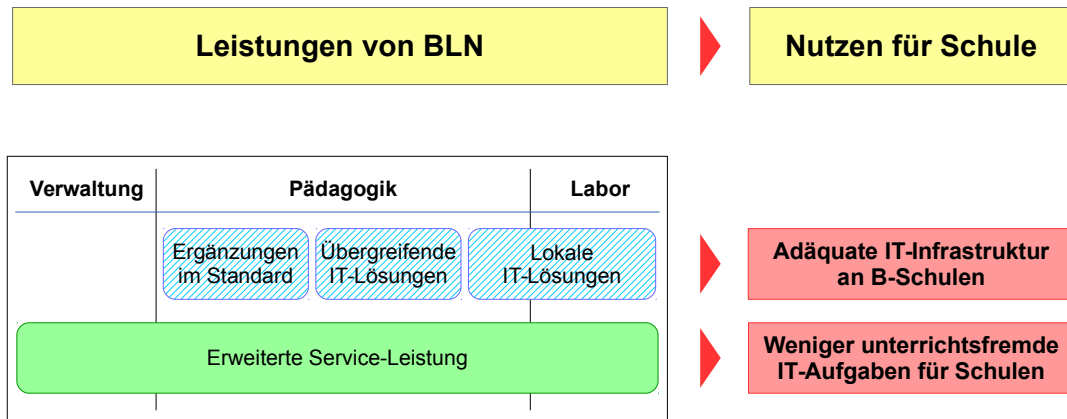 Leistungen von BLN
Nutzen für Schule
Verwaltung
Pädagogik
Labor
Ergänzungen
im Standard
Übergreifende
IT-Lösungen
Lokale
IT-Lösungen
Adäquate IT-Infrastruktur
an B-Schulen
Erweiterte Service-Leistung
Weniger unterrichtsfremde
IT-Aufgaben für Schulen